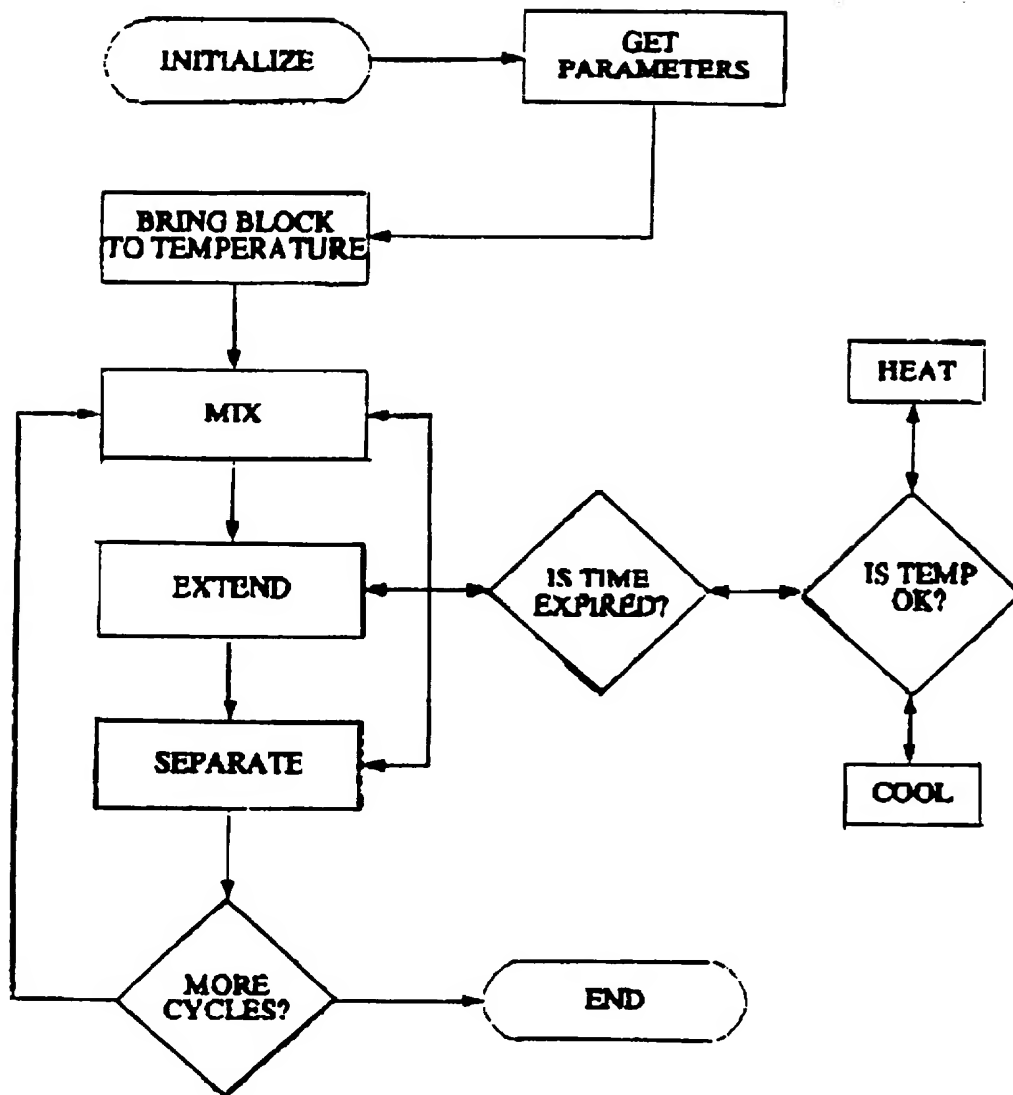 INITIALIZE
GET
PARAMETERS
BRING BLOCK
TO TEMPERATURE
MIX
HEAT
EXTEND
IS TIME
EXPIRED?
IS TEMP
OK?
SEPARATE
COOL
MORE
CYCLES?
END